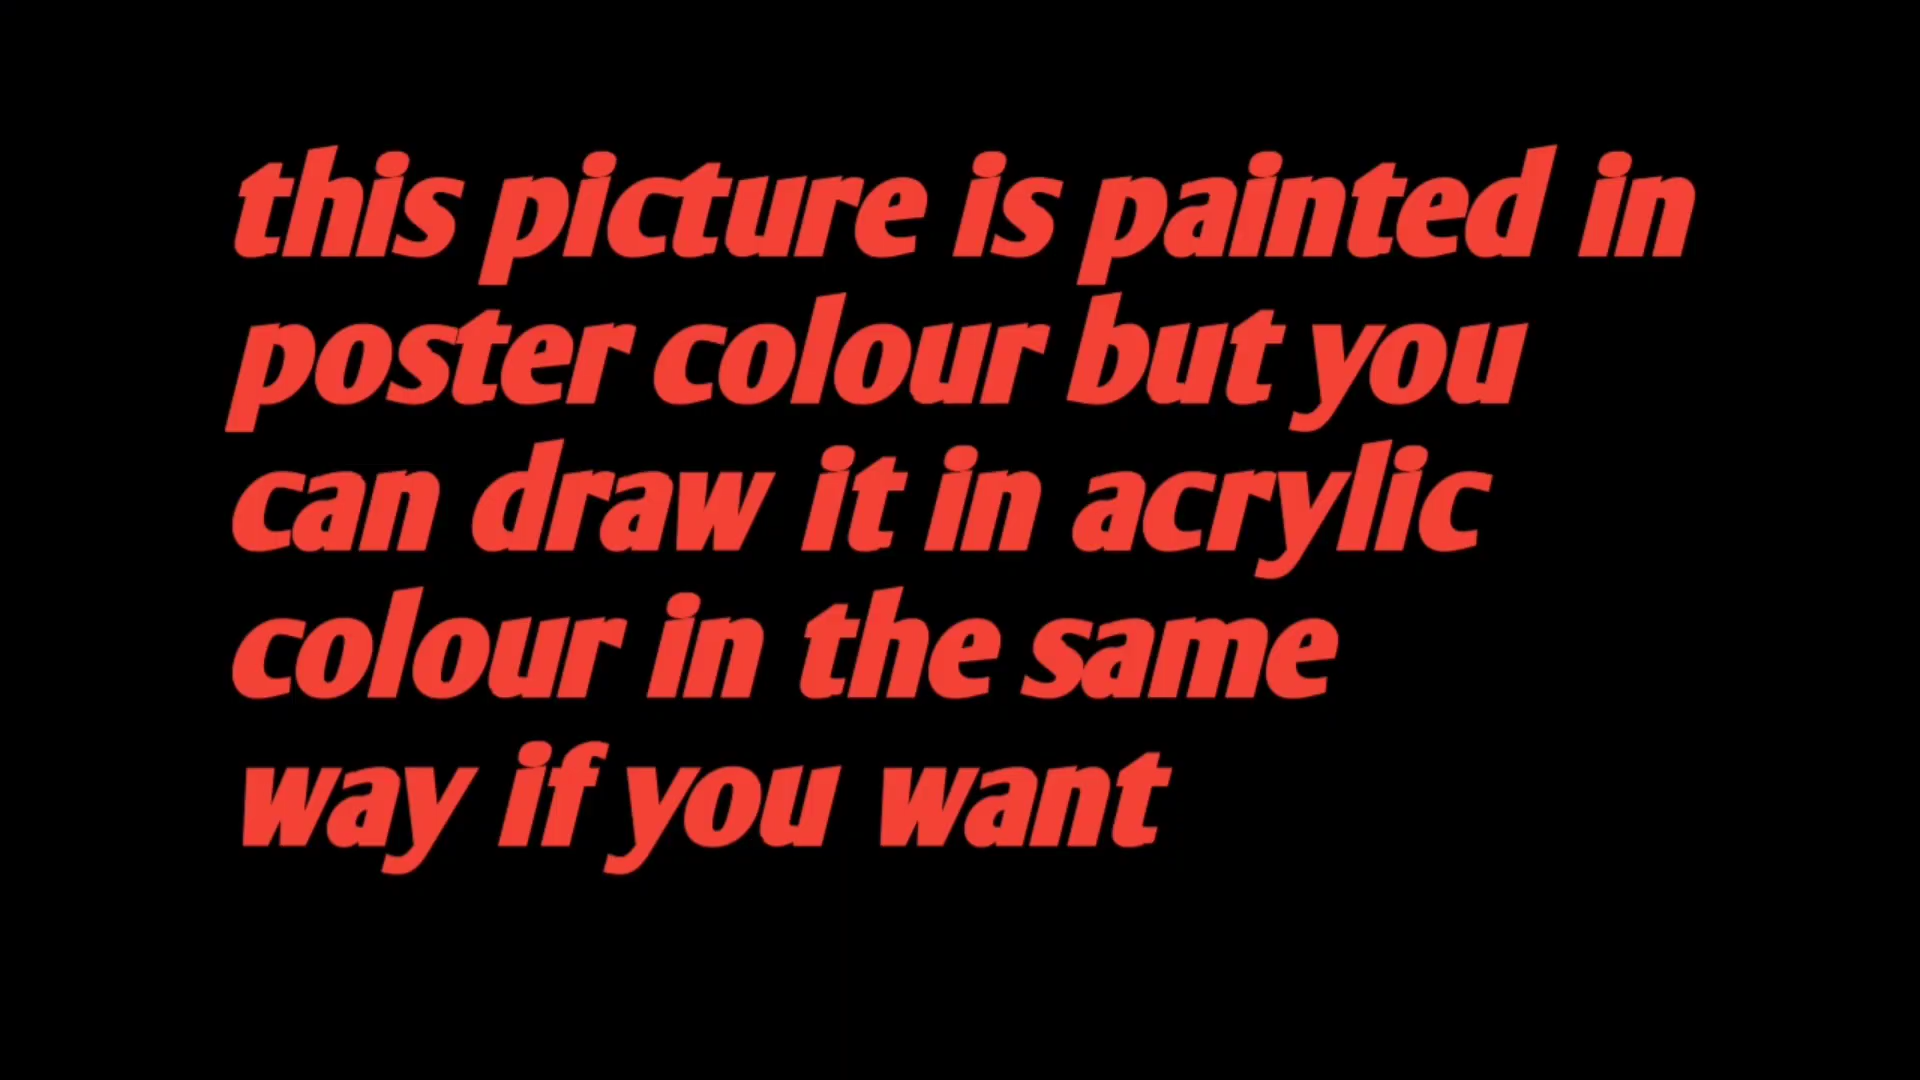 this picture is painted in
poster colour but you
can draw it in acrylic
colour in the same
way if you want